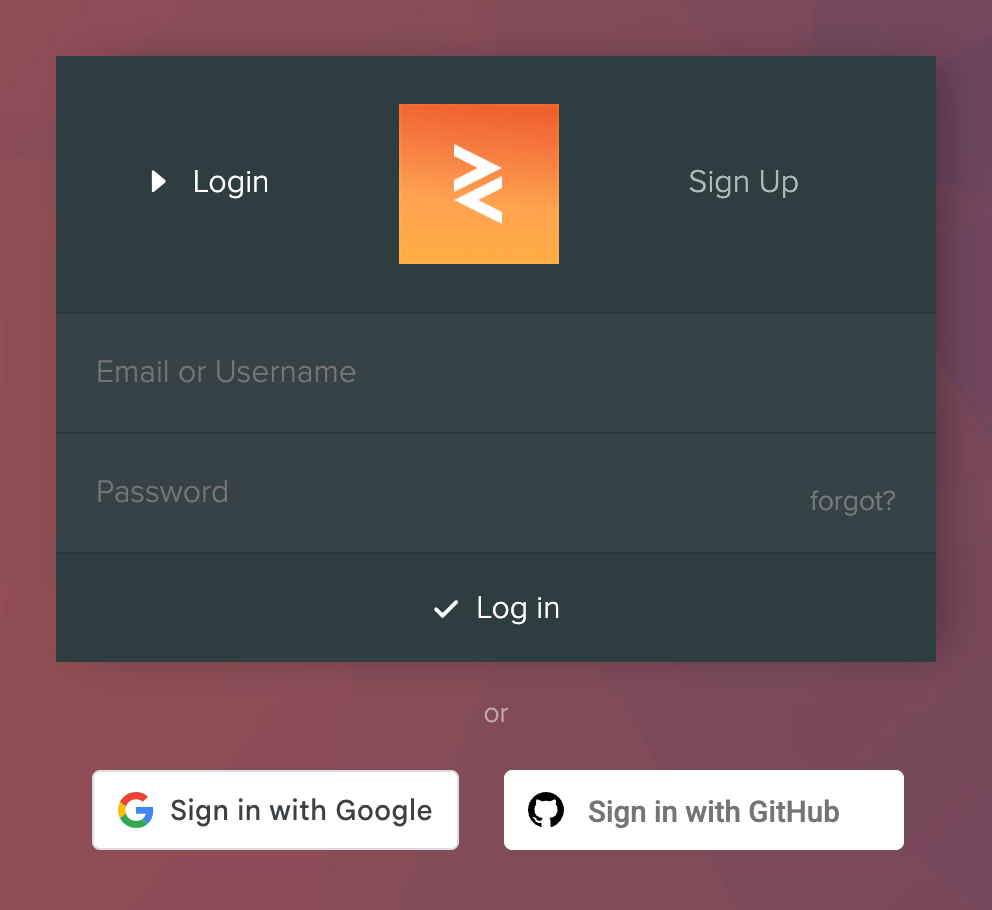 Login
Sign Up
Email or Username
Password
forgot?
Log in
or
Sign in with Google
Sign in with GitHub